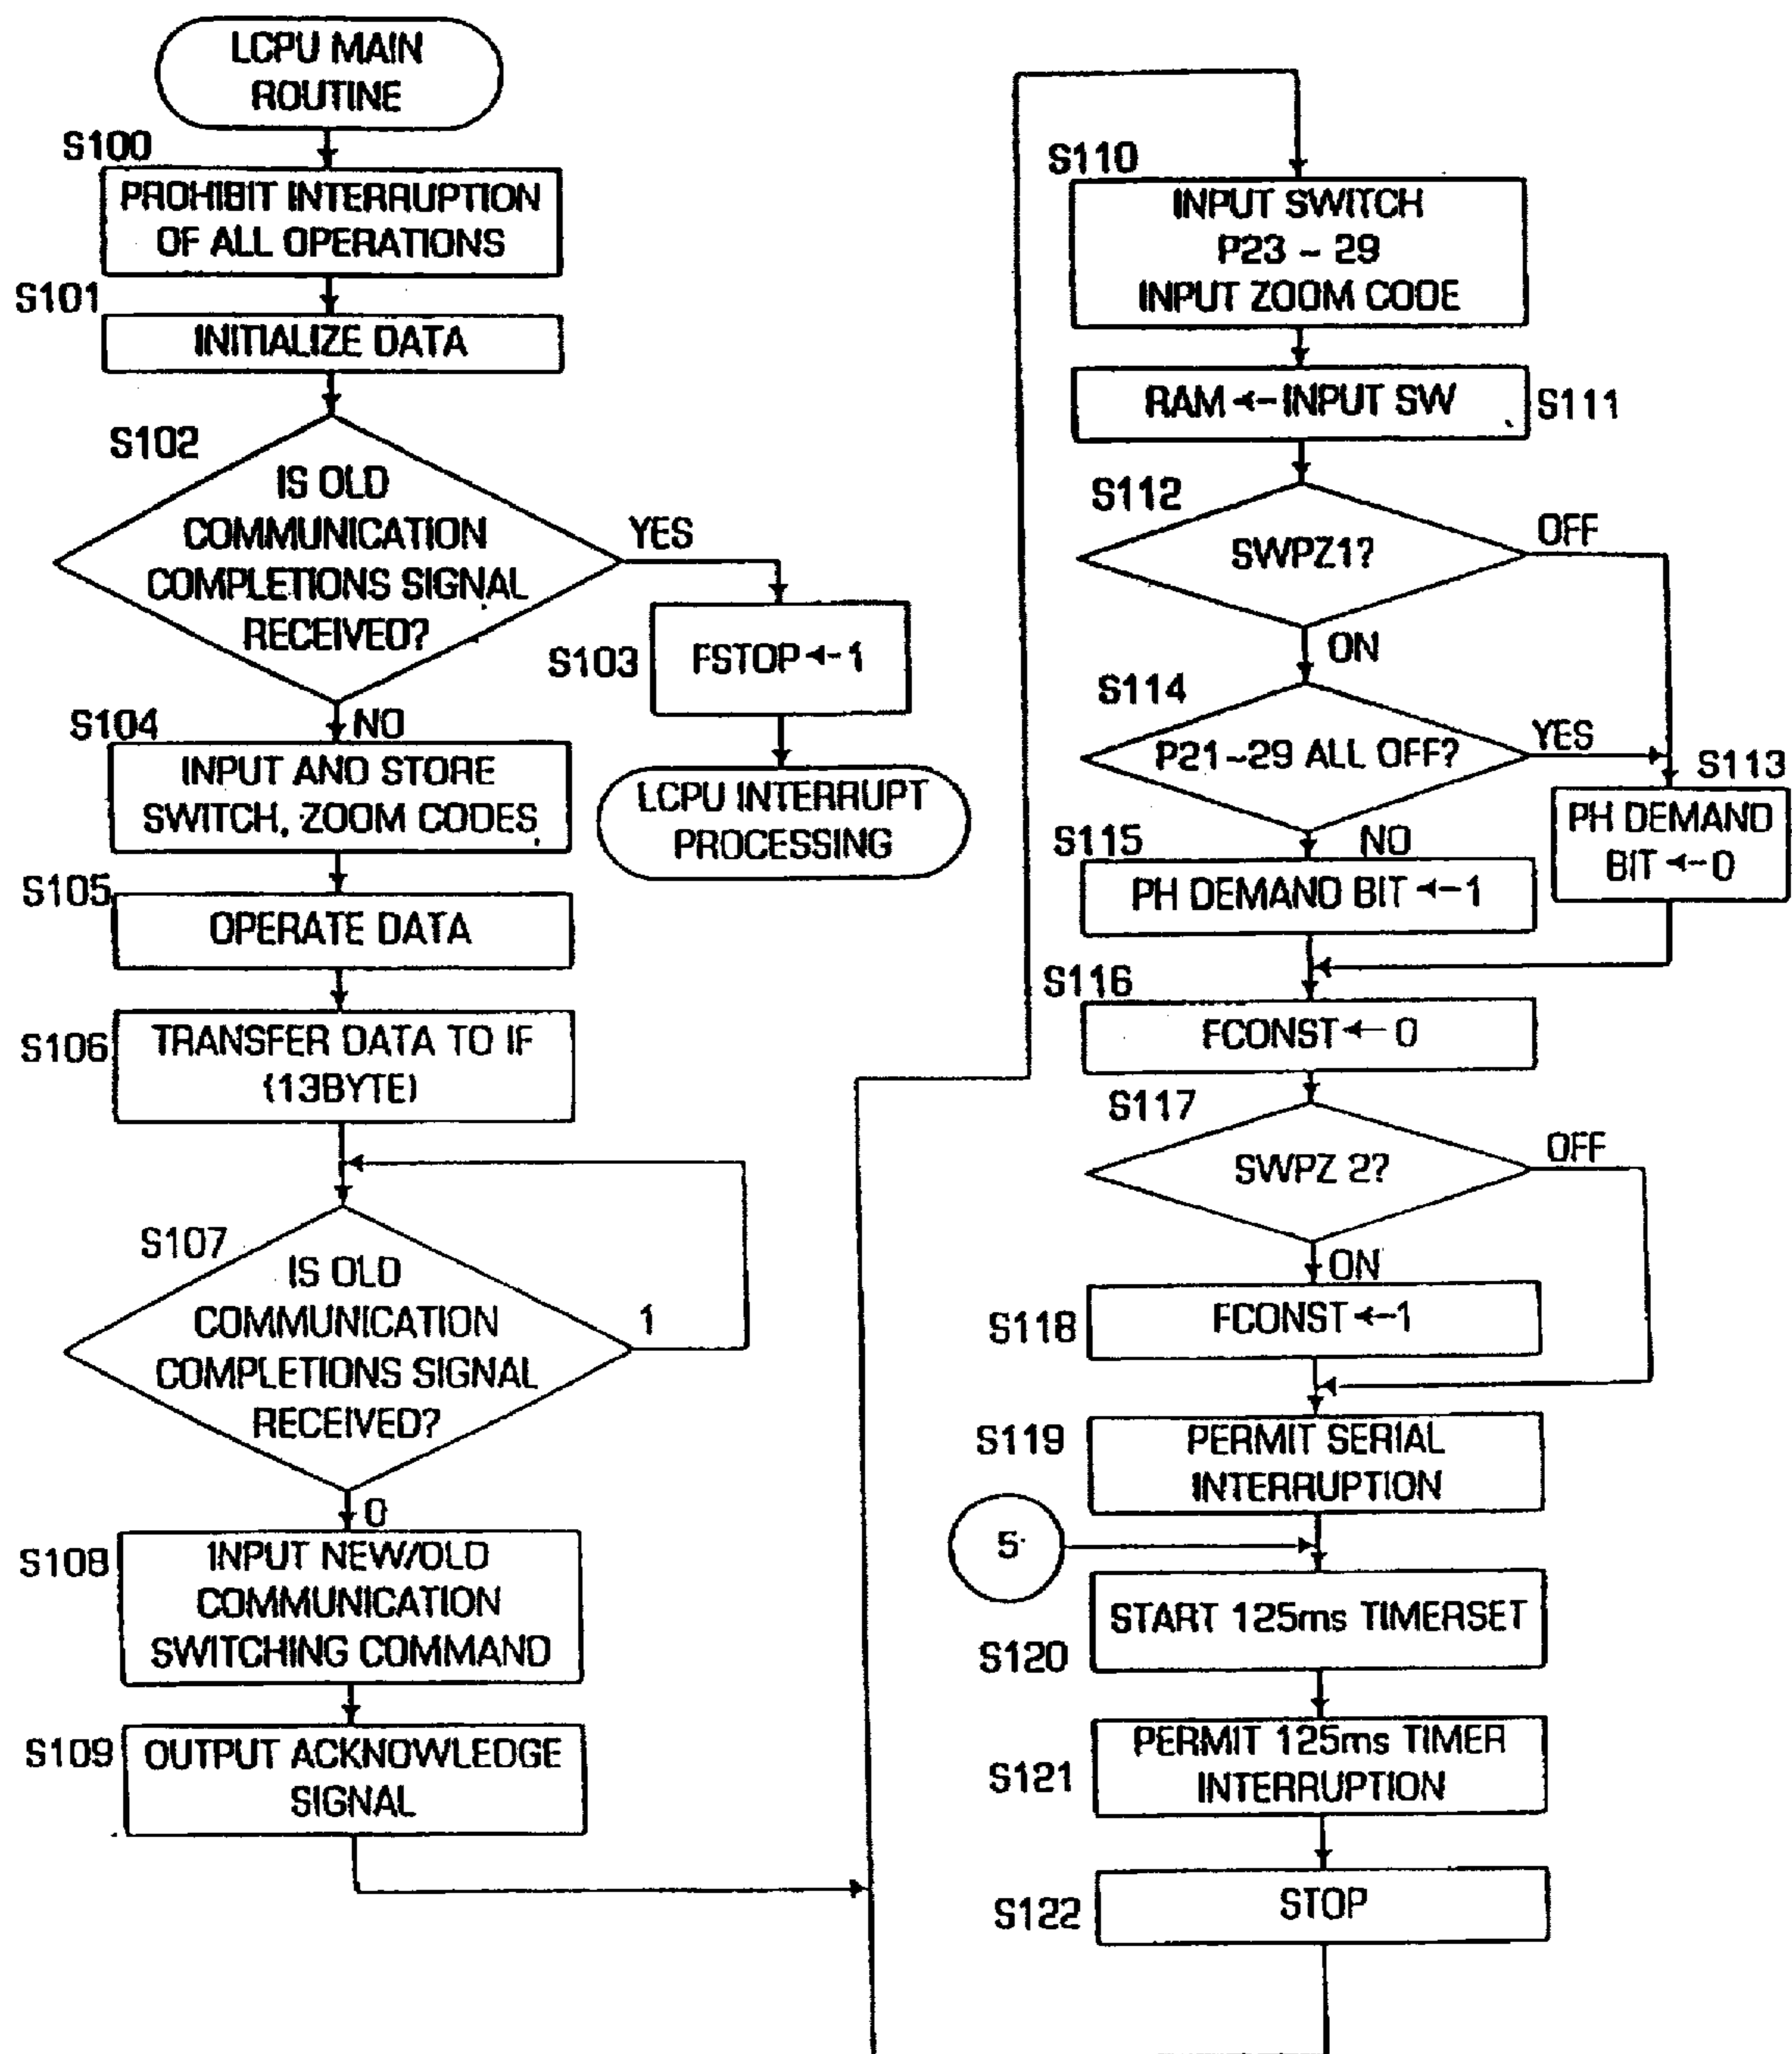 LCPU MAIN
ROUTINE
S100
PROHIBIT INTERRUPTION
OF ALL OPERATIONS
S101
INITIALIZE DATA
S102
IS OLD
COMMUNICATION
COMPLETIONS SIGNAL
RECEIVED?
YES
S103
FSTOP←1
LCPU INTERRUPT
PROCESSING
NO
S104
INPUT AND STORE
SWITCH, ZOOM CODES
S105
OPERATE DATA
S106
TRANSFER DATA TO IF
(13BYTE)
S107
IS OLD
COMMUNICATION
COMPLETIONS SIGNAL
RECEIVED?
1
0
S108
INPUT NEW/OLD
COMMUNICATION
SWITCHING COMMAND
S109
OUTPUT ACKNOWLEDGE
SIGNAL
S110
INPUT SWITCH
P23 ~ 29
INPUT ZOOM CODE
RAM←INPUT SW
S111
S112
SWPZ1?
OFF
ON
S114
P21~29 ALL OFF?
YES
S113
PH DEMAND
BIT←0
NO
S115
PH DEMAND BIT←1
S116
FCONST←0
S117
SWPZ 2?
OFF
ON
S118
FCONST←1
S119
PERMIT SERIAL
INTERRUPTION
5
START 125ms TIMERSET
S120
PERMIT 125ms TIMER
INTERRUPTION
S121
STOP
S122